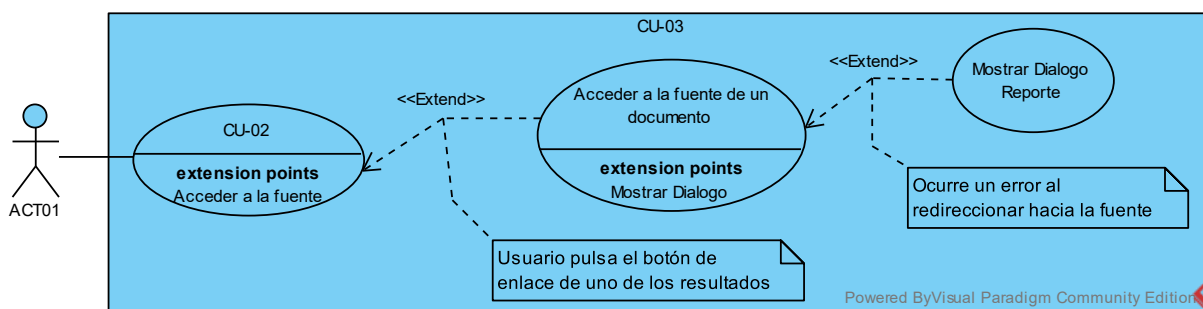 CU-03
<<Extend>>
Mostrar Dialogo
Reporte
<<Extend>>
Acceder a la fuente de un
documento
CU-02
extension points
Acceder a la fuente
extension points
Mostrar Dialogo
ACT01
Ocurre un error al
redireccionar hacia la fuente
Usuario pulsa el botón de
enlace de uno de los resultados
Powered ByVisual Paradigm Community Edition